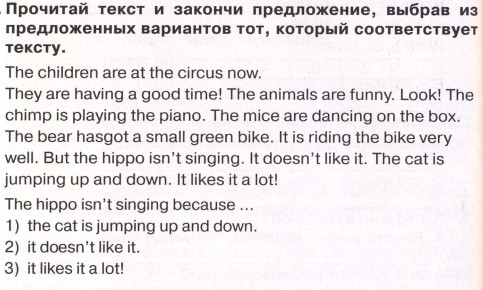 Прочитай текст и закончи предложение, выбрав из
предложенных вариантов тот, который соответствует
тексту.
The children are at the circus now.
They are having a good time! The animals are funny. Look! The
chimp is playing the piano. The mice are dancing on the box.
The bear hasgot a small green bike. It is riding the bike very
well. But the hippo isn't singing. It doesn't like it. The cat is
jumping up and down. It likes it a lot!
The hippo isn't singing because ...
1) the cat is jumping up and down.
2) it doesn't like it.
3) it likes it a lot!